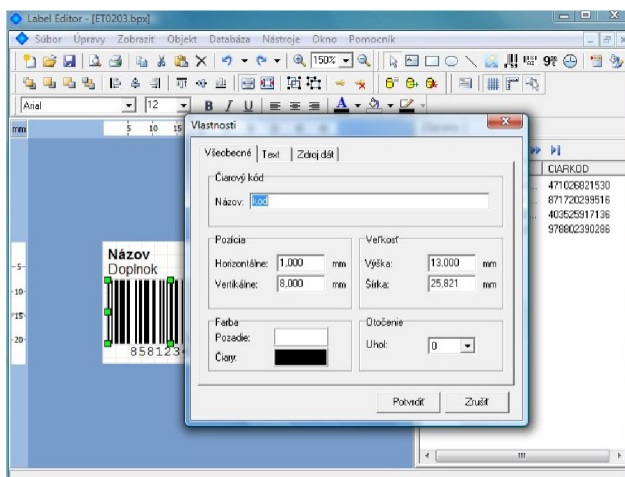 Label Editor - [ET0203.bpx]
Súbor Úpravy Zobraziť Objekt Databáza Nástroje Okno Pomocník
150%
Arial 12 B I U
mm 5 10 15
Vlastnosti
Všeobecné Text Zdroj dát
Čiarový kód
Názov: kod
Pozícia
Horizontálne: 1,000 mm
Vertikálne: 8,000 mm
Veľkosť
Výška: 13,000 mm
Šírka: 25,821 mm
Farba
Pozadie:
Čiary:
Otočenie
Uhol: 0
Potvrdiť Zrušiť
CIARKOD
471026821530
871720299516
403525917136
978802390286
Názov
Doplnok
858123
5
10
15
20